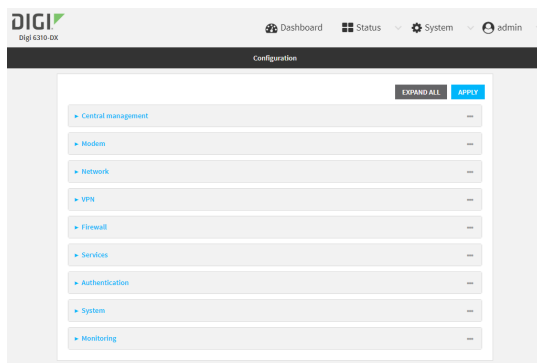 DIGI
Digi 6310-DX
Dashboard Status System admin
Configuration
EXPAND ALL APPLY
Central management
Modem
Network
VPN
Firewall
Services
Authentication
System
Monitoring